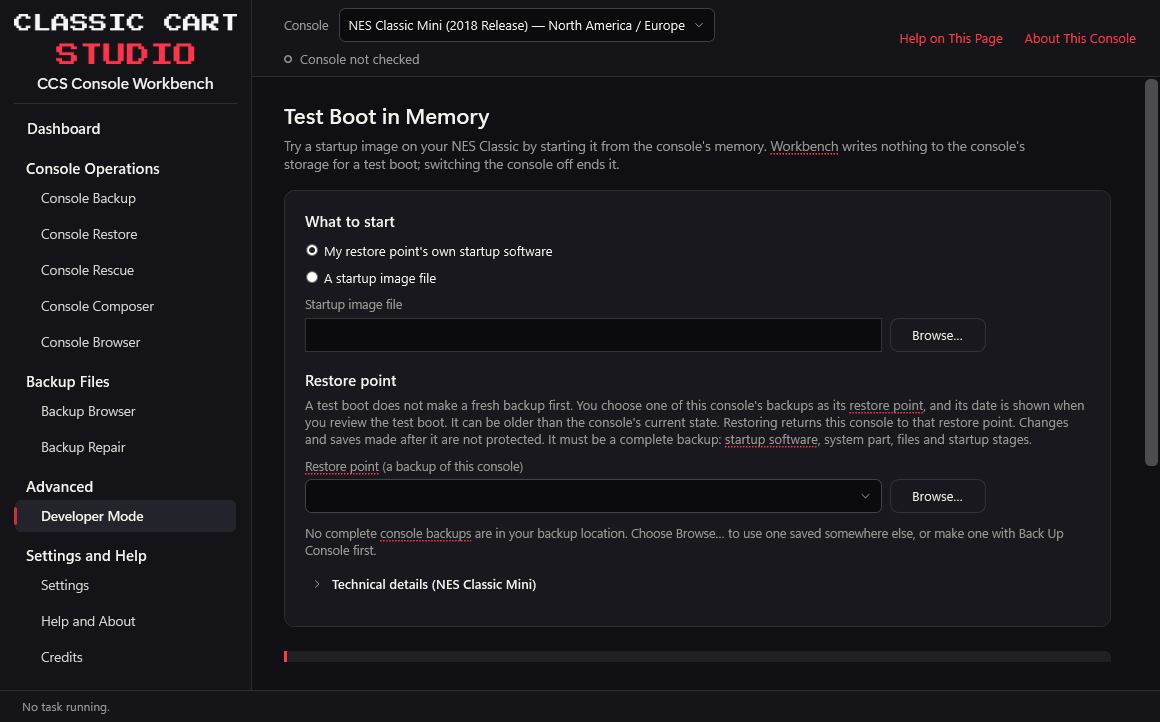 CLASSIC CART
STUDIO
CCS Console Workbench
Dashboard
Console Operations
Console Backup
Console Restore
Console Rescue
Console Composer
Console Browser
Backup Files
Backup Browser
Backup Repair
Advanced
Developer Mode
Settings and Help
Settings
Help and About
Credits
Console
NES Classic Mini (2018 Release) — North America / Europe
Console not checked
Help on This Page
About This Console
Test Boot in Memory
Try a startup image on your NES Classic by starting it from the console's memory. Workbench writes nothing to the console's
storage for a test boot; switching the console off ends it.
What to start
My restore point's own startup software
A startup image file
Startup image file
Browse...
Restore point
A test boot does not make a fresh backup first. You choose one of this console's backups as its restore point, and its date is shown when
you review the test boot. It can be older than the console's current state. Restoring returns this console to that restore point. Changes
and saves made after it are not protected. It must be a complete backup: startup software, system part, files and startup stages.
Restore point (a backup of this console)
Browse...
No complete console backups are in your backup location. Choose Browse... to use one saved somewhere else, or make one with Back Up
Console first.
Technical details (NES Classic Mini)
No task running.